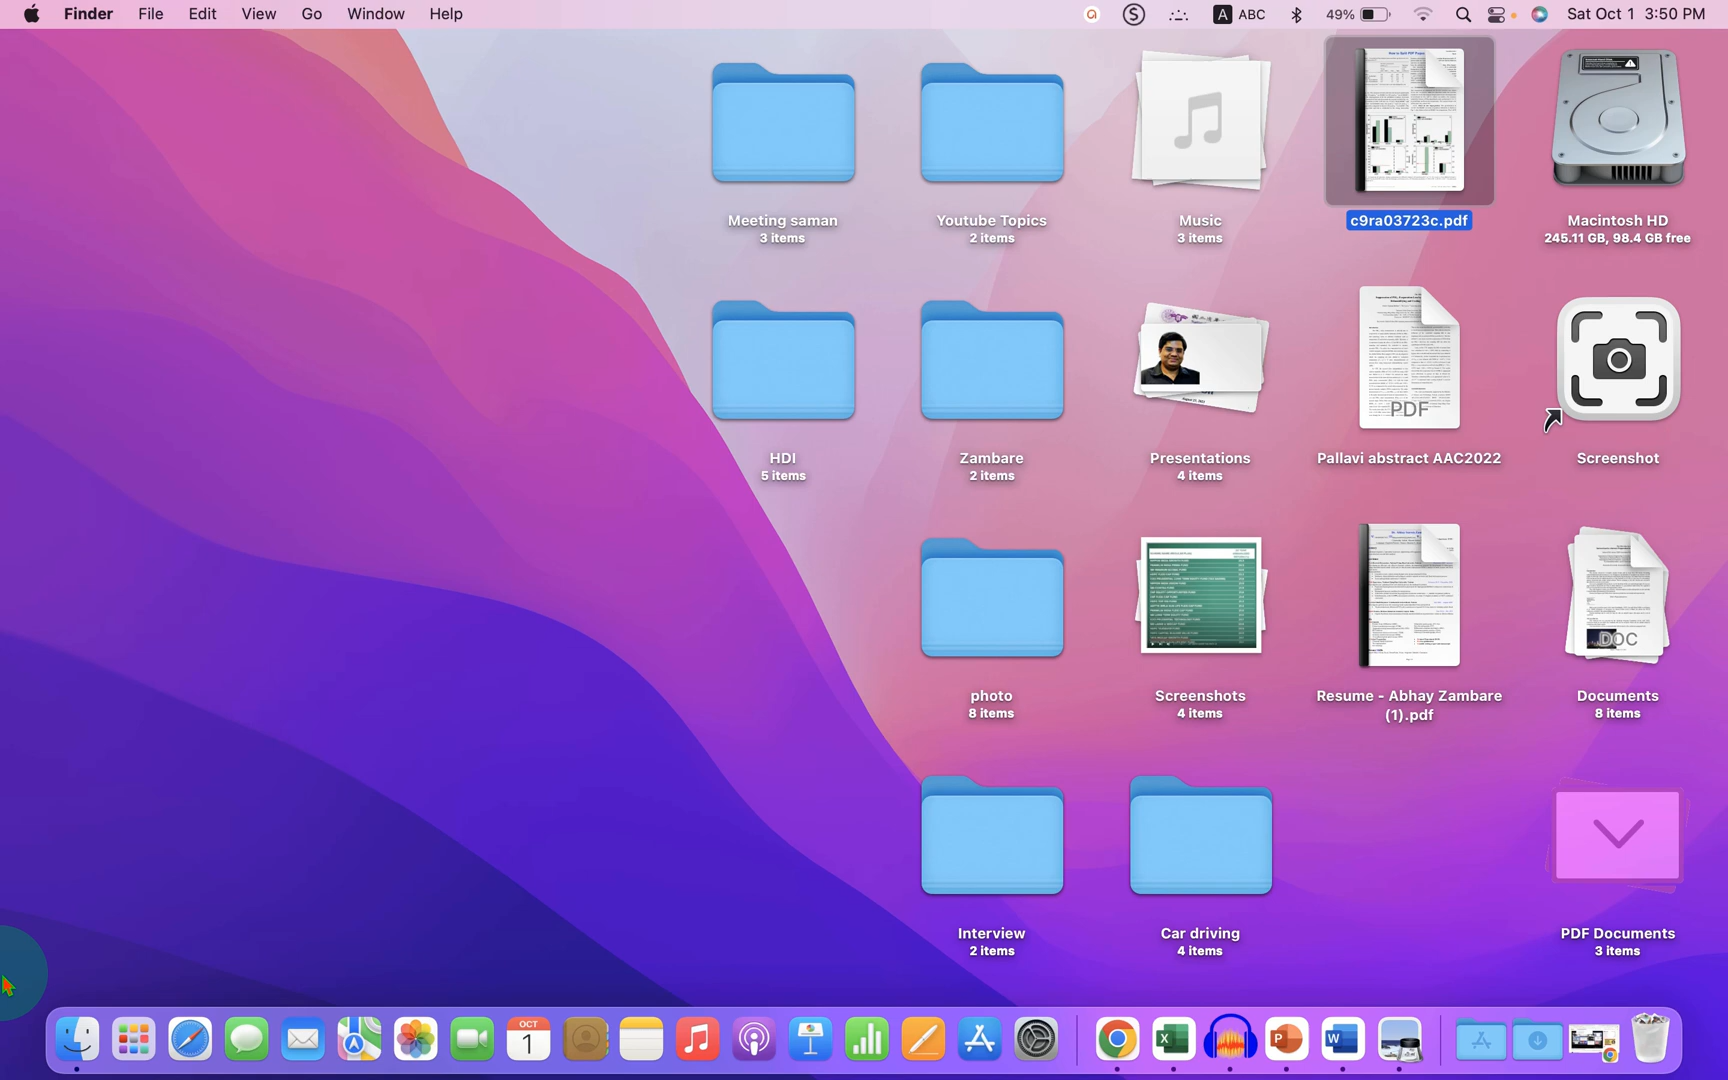 Finder File Edit View Go Window Help
A ABC 49% Sat Oct 1 3:50 PM
Meeting saman
3 items
Youtube Topics
2 items
Music
3 items
c9ra03723c.pdf
Macintosh HD
245.11 GB, 98.4 GB free
HDI
5 items
Zambare
2 items
Presentations
4 items
PDF
Pallavi abstract AAC2022
Screenshot
photo
8 items
Screenshots
4 items
Resume - Abhay Zambare
(1).pdf
DOC
Documents
8 items
Interview
2 items
Car driving
4 items
PDF Documents
3 items
OCT
1
X
P
W